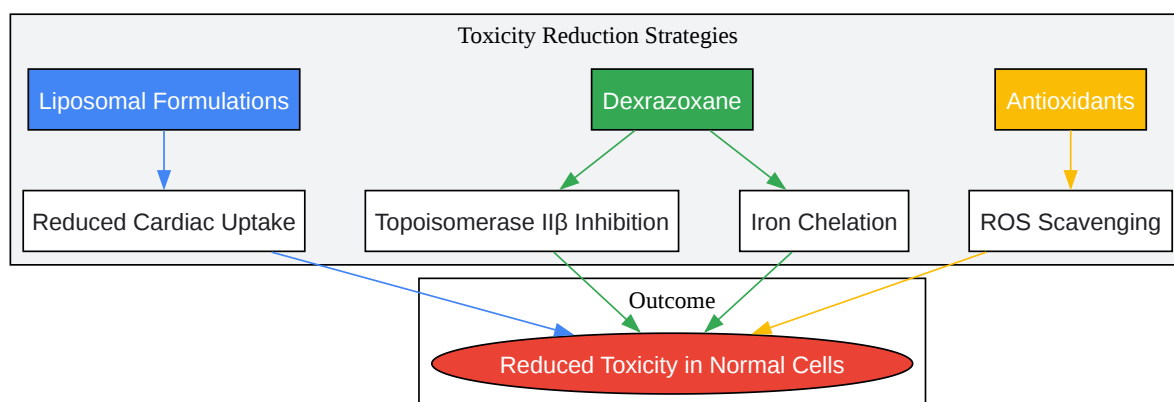 Toxicity Reduction Strategies
Liposomal Formulations
Dexrazoxane
Antioxidants
Reduced Cardiac Uptake
Topoisomerase IIβ Inhibition
Iron Chelation
ROS Scavenging
Outcome
Reduced Toxicity in Normal Cells